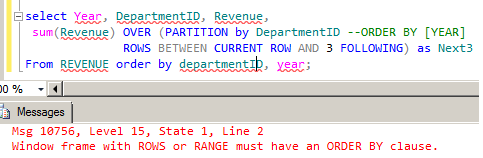 select Year, DepartmentID, Revenue,
sum(Revenue) OVER (PARTITION by DepartmentID --ORDER BY [YEAR]
ROWS BETWEEN CURRENT ROW AND 3 FOLLOWING) as Next3
From REVENUE order by departmentID, year;
00 %
Messages
Msg 10756, Level 15, State 1, Line 2
Window frame with ROWS or RANGE must have an ORDER BY clause.